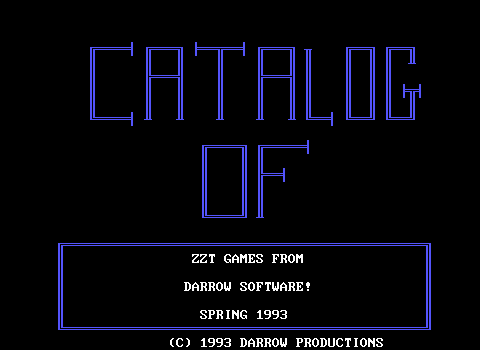 CATALOG
OF
ZZT GAMES FROM
DARROW SOFTWARE!
SPRING 1993
(C) 1993 DARROW PRODUCTIONS